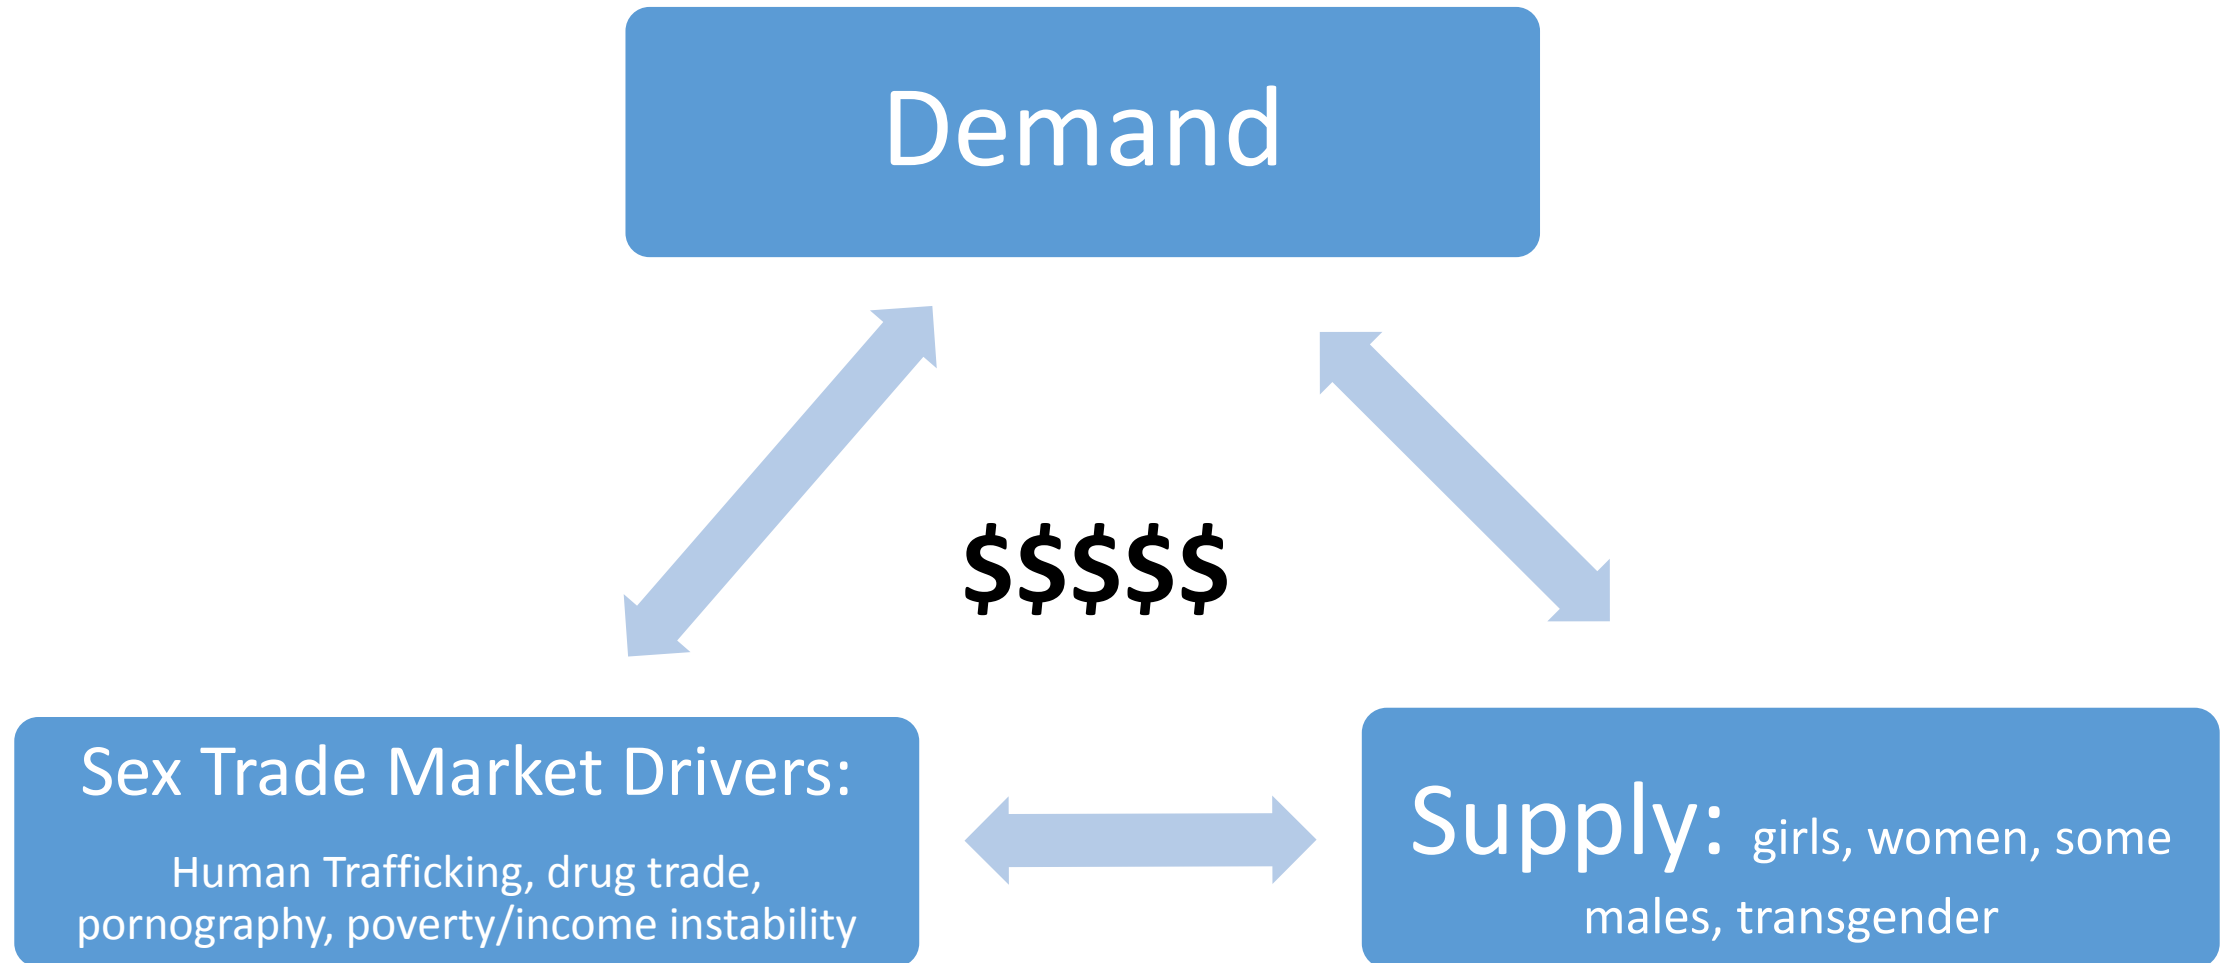 Demand
$$$$$
Sex Trade Market Drivers:
Human Trafficking, drug trade,
pornography, poverty/income instability
Supply: girls, women, some
males, transgender